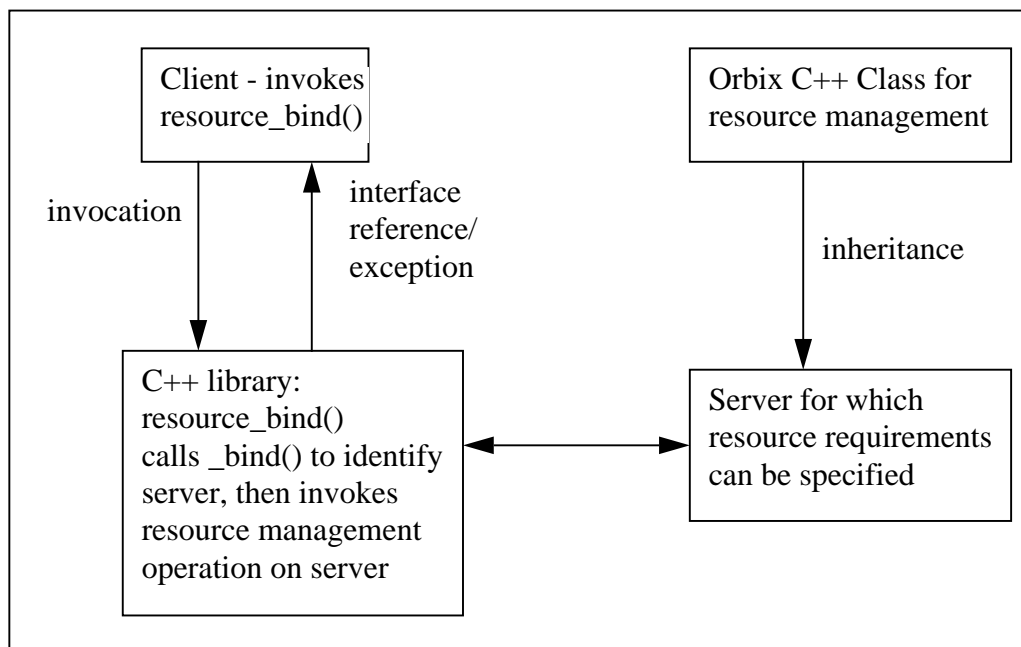 Client - invokes
resource_bind()
Orbix C++ Class for
resource management
invocation
interface
reference/
exception
inheritance
C++ library:
resource_bind()
calls _bind() to identify
server, then invokes
resource management
operation on server
Server for which
resource requirements
can be specified